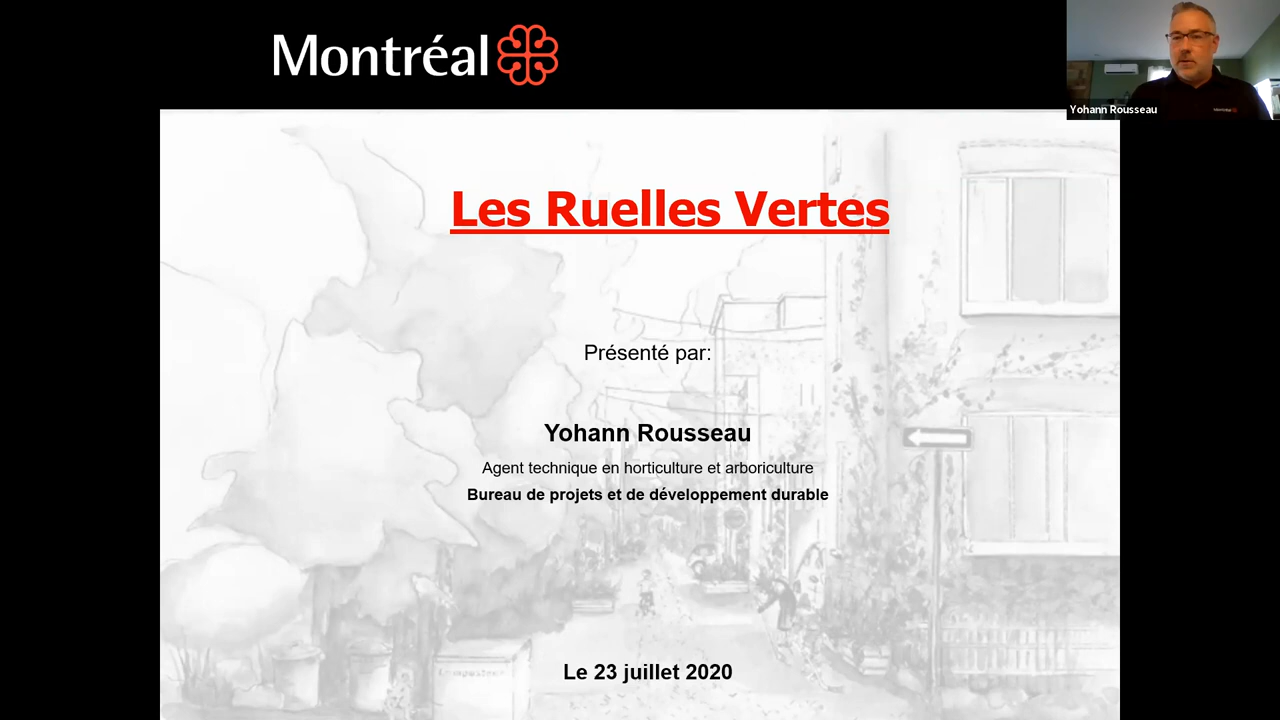 Montréal
Yohann Rousseau
Les Ruelles Vertes
Présenté par:
Yohann Rousseau
Agent technique en horticulture et arboriculture
Bureau de projets et de développement durable
Le 23 juillet 2020